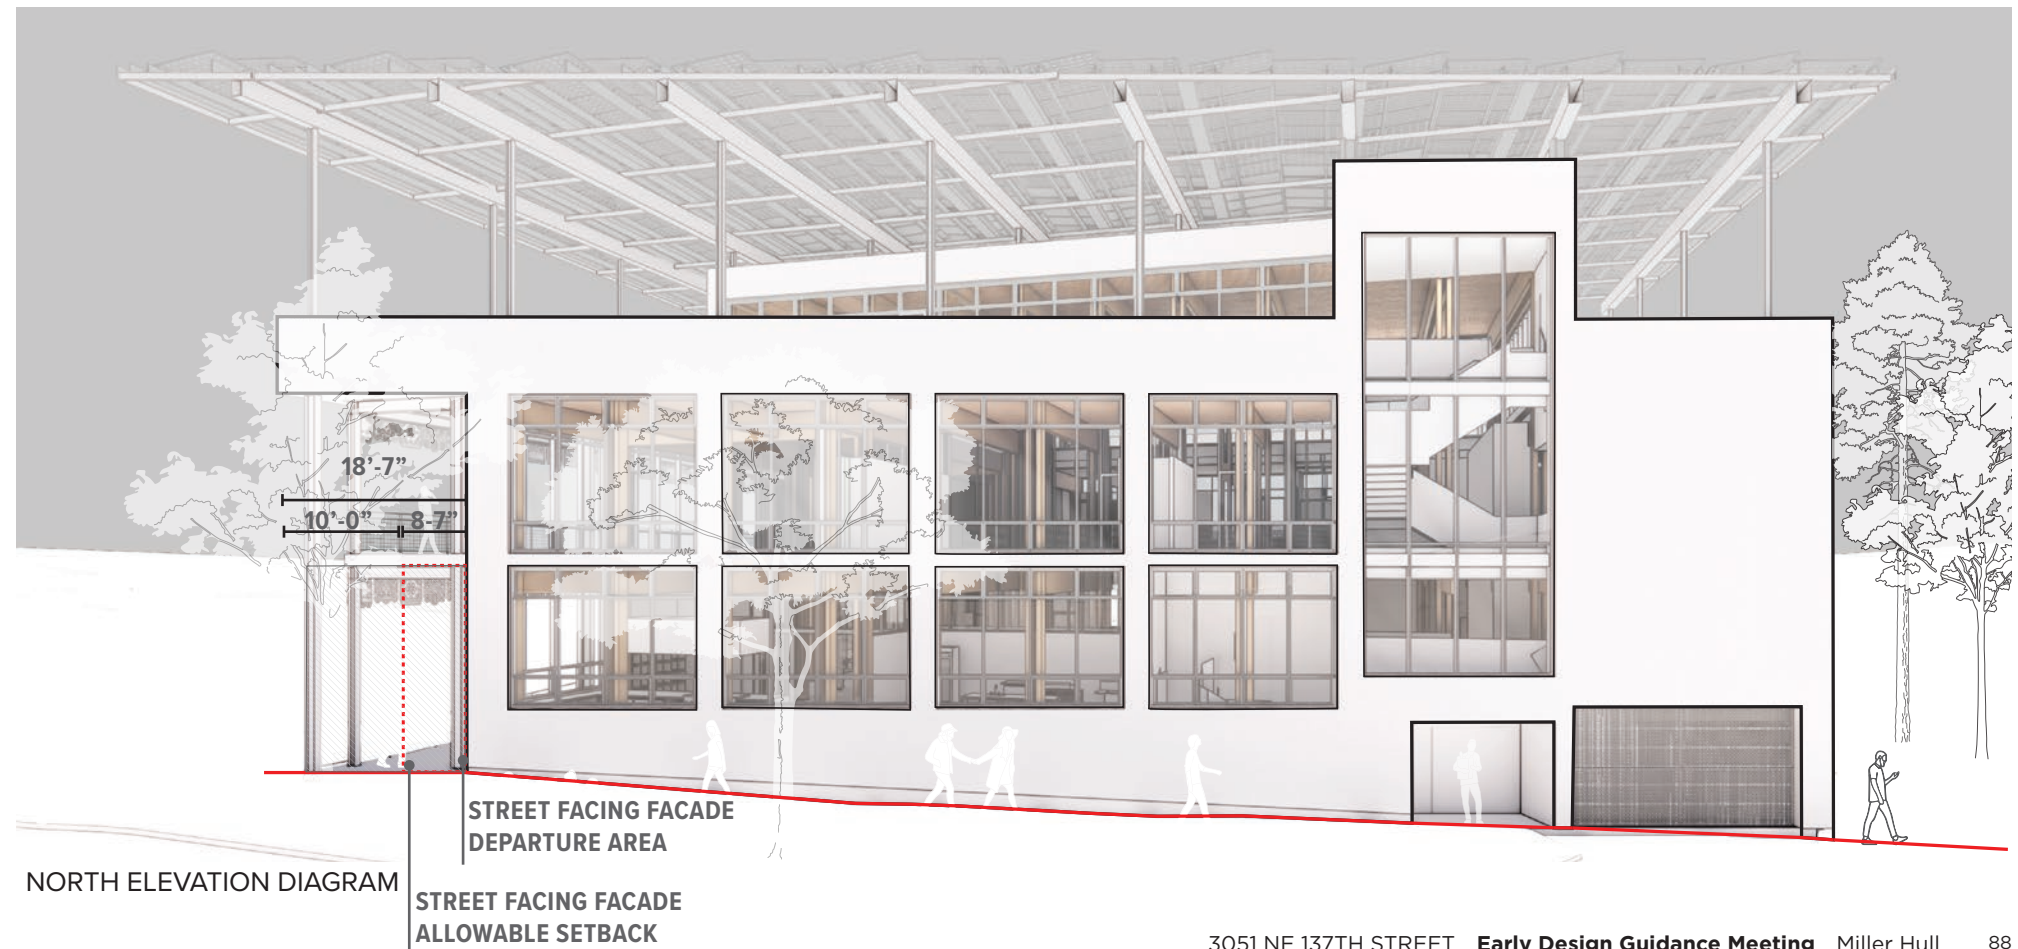 18’-7”
10’-0” 8-7”
STREET FACING FACADE
DEPARTURE AREA
NORTH ELEVATION DIAGRAM
STREET FACING FACADE
ALLOWABLE SETBACK
3051 NE 137TH STREET Early Design Guidance Meeting Miller Hull 88